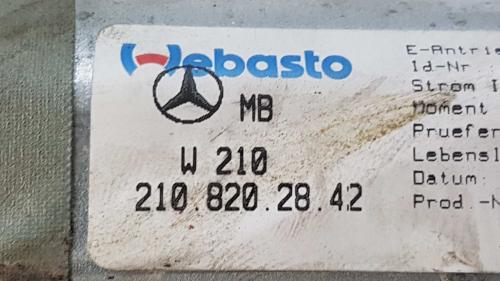 Webasto
MB
W 210
210.820.28.42
E-Antrie
Id-Nr
Strom I
Moment
Pruefer
Lebensl
Datum:
Prod.-N